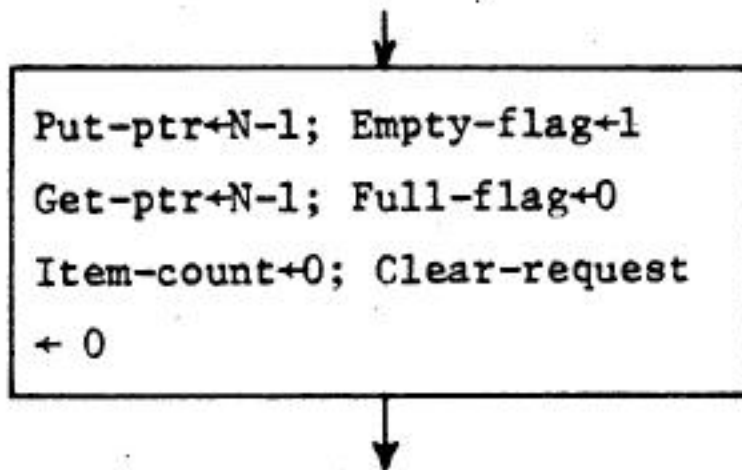 Put-ptr←N-1; Empty-flag←1
Get-ptr←N-1; Full-flag←0
Item-count←0; Clear-request
← 0